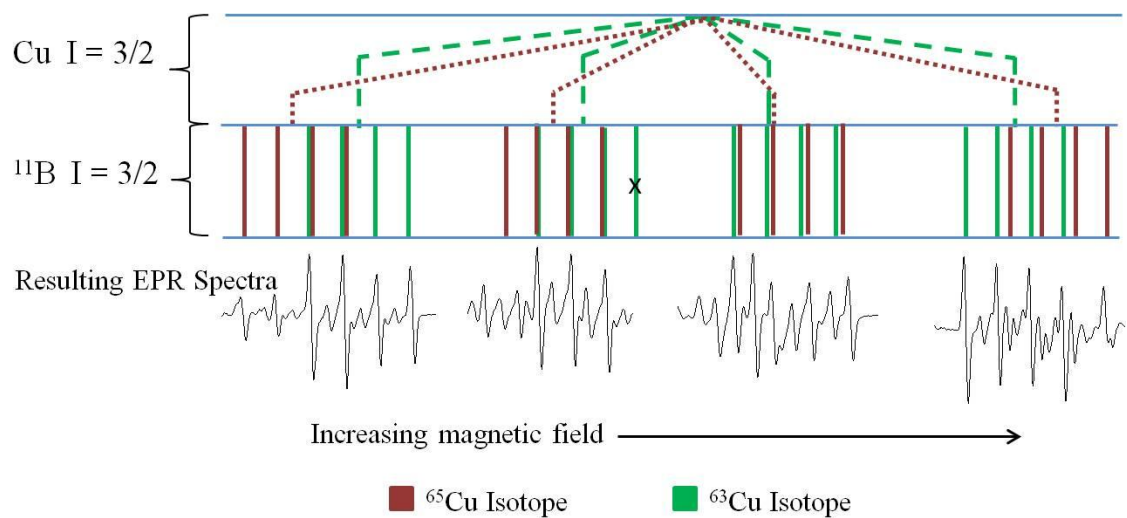 Cu I = 3/2
¹¹B I = 3/2
x
Resulting EPR Spectra
Increasing magnetic field
⁶⁵Cu Isotope
⁶³Cu Isotope